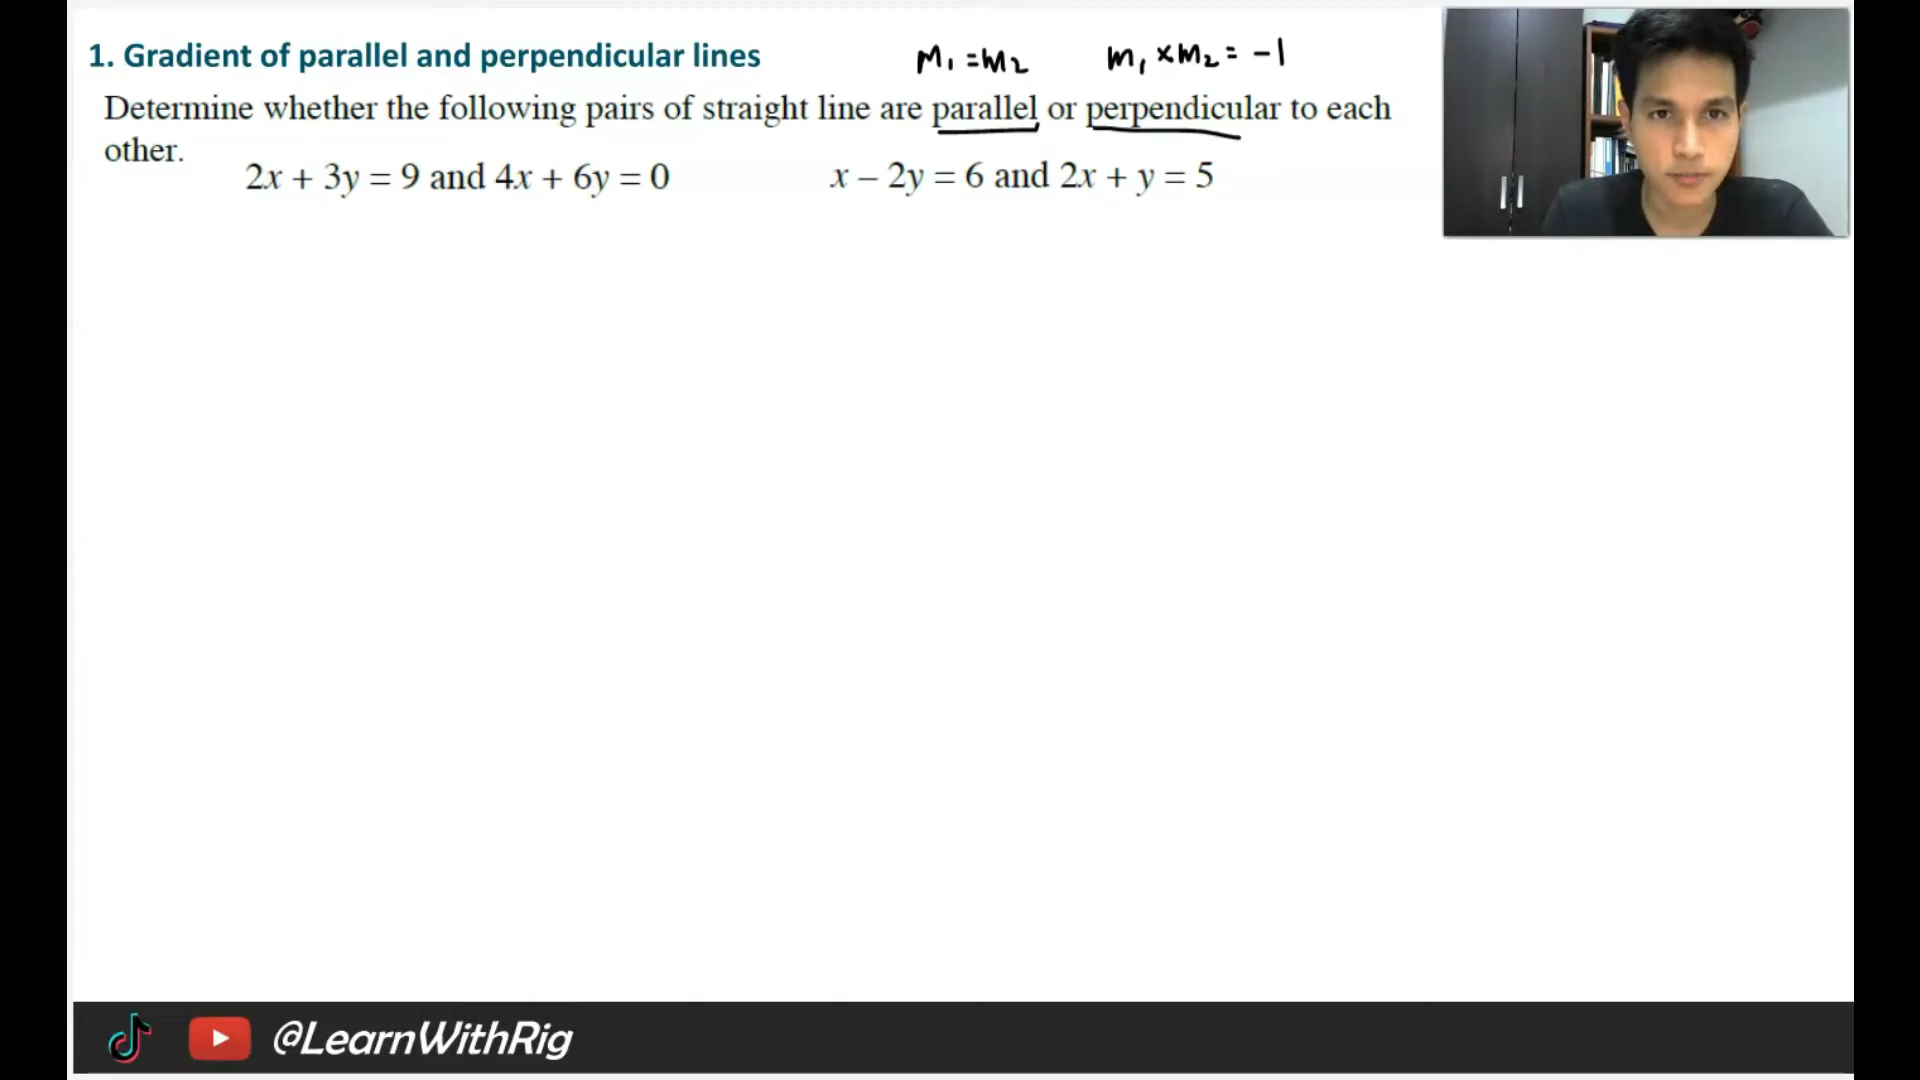 1. Gradient of parallel and perpendicular lines
m₁ = m₂
m₁ × m₂ = -1
Determine whether the following pairs of straight line are parallel or perpendicular to each
other.
2x + 3y = 9 and 4x + 6y = 0
x – 2y = 6 and 2x + y = 5
@LearnWithRig